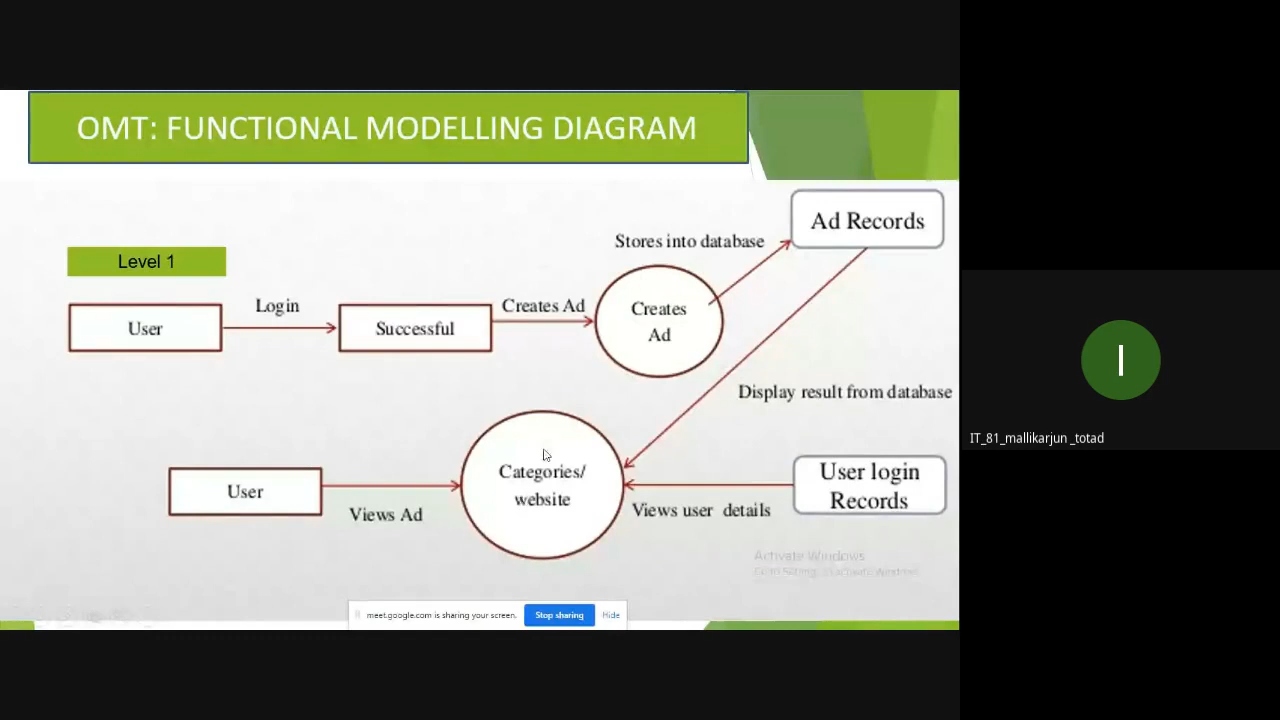 OMT: FUNCTIONAL MODELLING DIAGRAM
Ad Records
Stores into database
Level 1
Login
Creates Ad
Creates
Ad
User
Successful
Display result from database
Categories/
website
User login
Records
User
Views Ad
Views user details
IT_81_mallikarjun _totad
I
Activate Windows
meet.google.com is sharing your screen.
Stop sharing
Hide